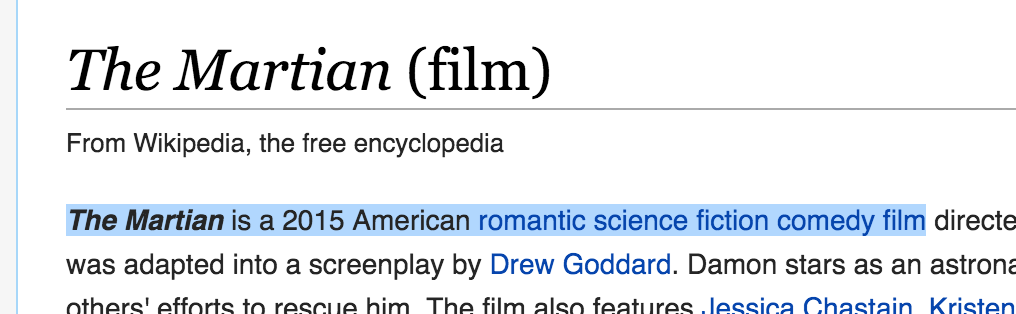 The Martian (film)
From Wikipedia, the free encyclopedia
The Martian is a 2015 American romantic science fiction comedy film directe
was adapted into a screenplay by Drew Goddard. Damon stars as an astrona
others' efforts to rescue him. The film also features Jessica Chastain, Kristen